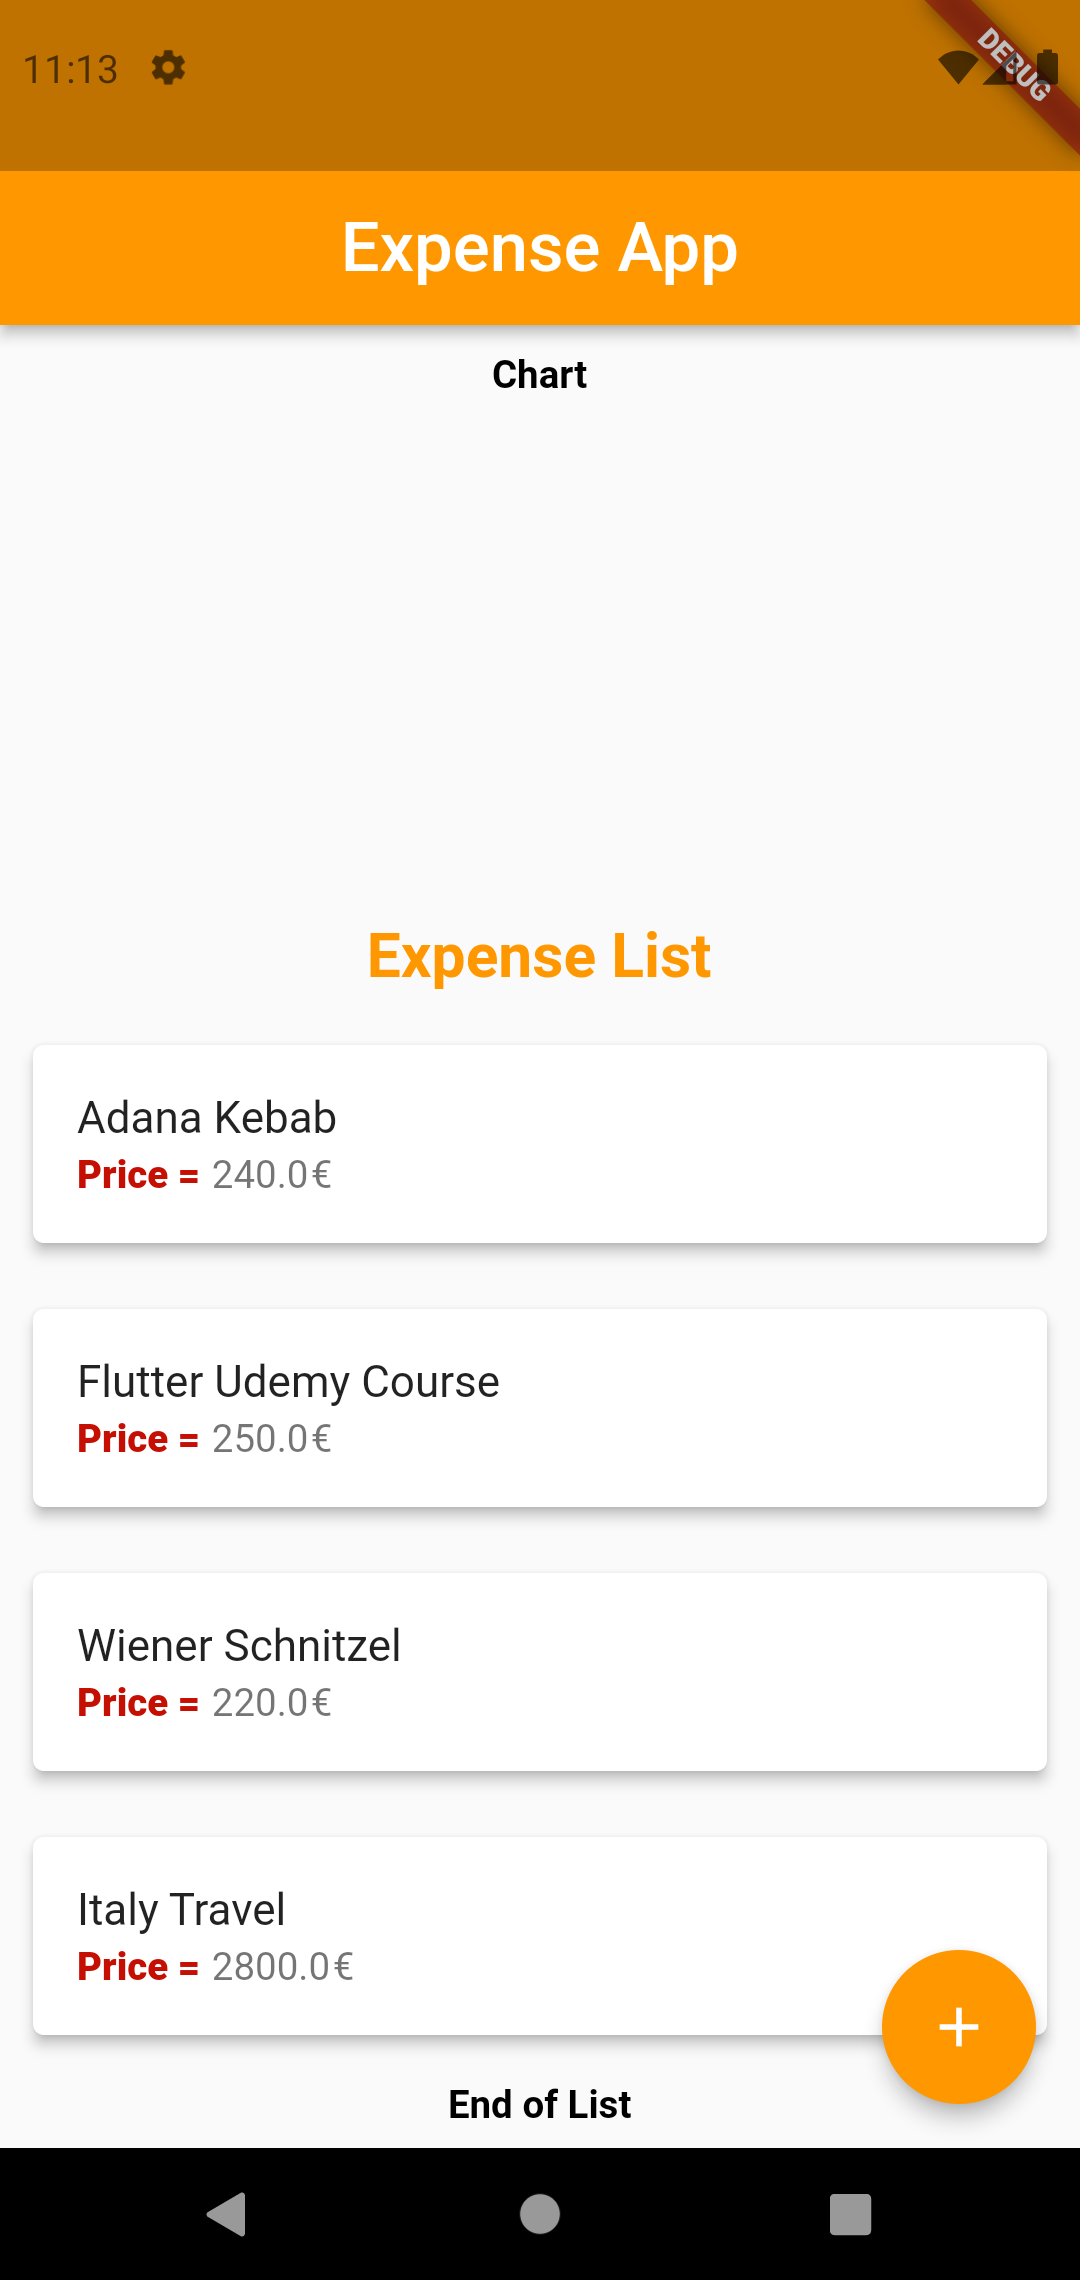 11:13
DEBUG
Expense App
Chart
Expense List
Adana Kebab
Price = 240.0€
Flutter Udemy Course
Price = 250.0€
Wiener Schnitzel
Price = 220.0€
Italy Travel
Price = 2800.0€
End of List